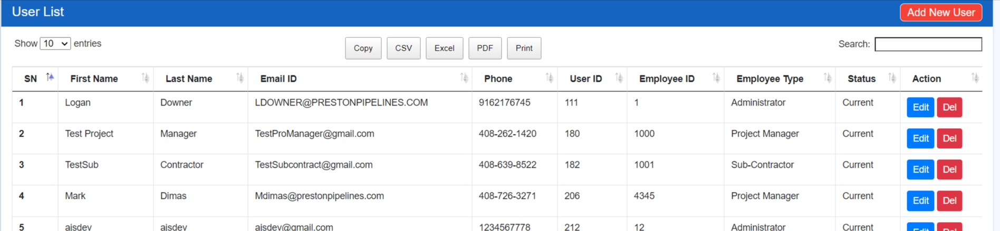 User List Add New User
Show 10 entries Copy CSV Excel PDF Print Search:
SN First Name Last Name Email ID Phone User ID Employee ID Employee Type Status Action
1 Logan Downer LDOWNER@PRESTONPIPELINES.COM 9162176745 111 1 Administrator Current Edit Del
2 Test Project Manager TestProManager@gmail.com 408-262-1420 180 1000 Project Manager Current Edit Del
3 TestSub Contractor TestSubcontract@gmail.com 408-639-8522 182 1001 Sub-Contractor Current Edit Del
4 Mark Dimas Mdimas@prestonpipelines.com 408-726-3271 206 4345 Project Manager Current Edit Del
5 ajsdev ajsdev ajsdev@gmail.com 1234567778 212 12 Administrator Current Edit Del